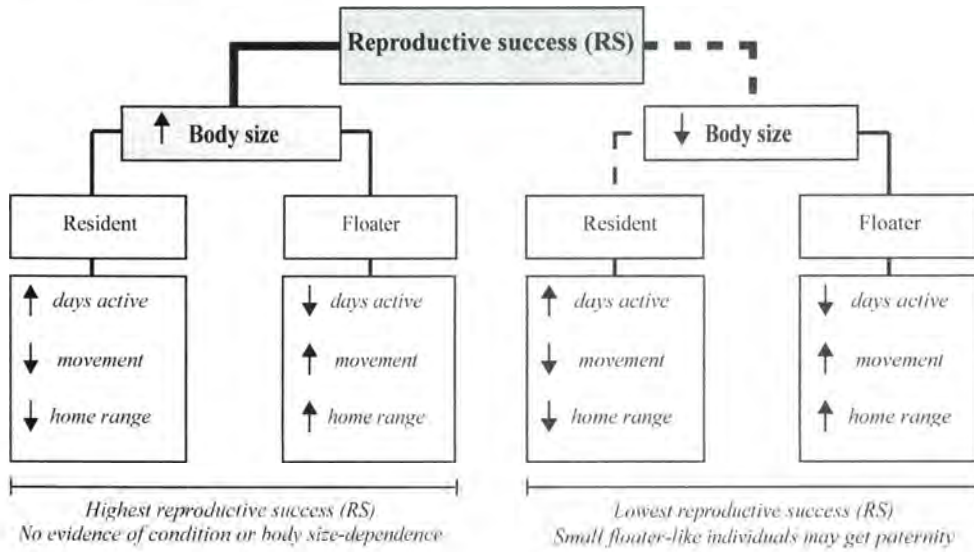 Reproductive success (RS)
↑ Body size
↓ Body size
Resident
Floater
Resident
Floater
↑ days active
↓ movement
↓ home range
↓ days active
↑ movement
↑ home range
↑ days active
↓ movement
↓ home range
↓ days active
↑ movement
↑ home range
Highest reproductive success (RS)
No evidence of condition or body size-dependence
Lowest reproductive success (RS)
Small floater-like individuals may get paternity